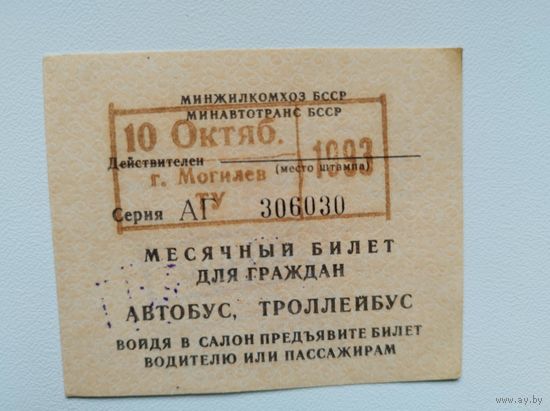 МИНЖИЛКОМХОЗ БССР
МИНАВТОТРАНС БССР
10 Октяб. 1993
Действителен
(место штампа)
г. Могилев
ТУ
Серия АГ 306030
МЕСЯЧНЫЙ БИЛЕТ
ДЛЯ ГРАЖДАН
АВТОБУС, ТРОЛЛЕЙБУС
ВОЙДЯ В САЛОН ПРЕДЪЯВИТЕ БИЛЕТ
ВОДИТЕЛЮ ИЛИ ПАССАЖИРАМ
www.ay.by